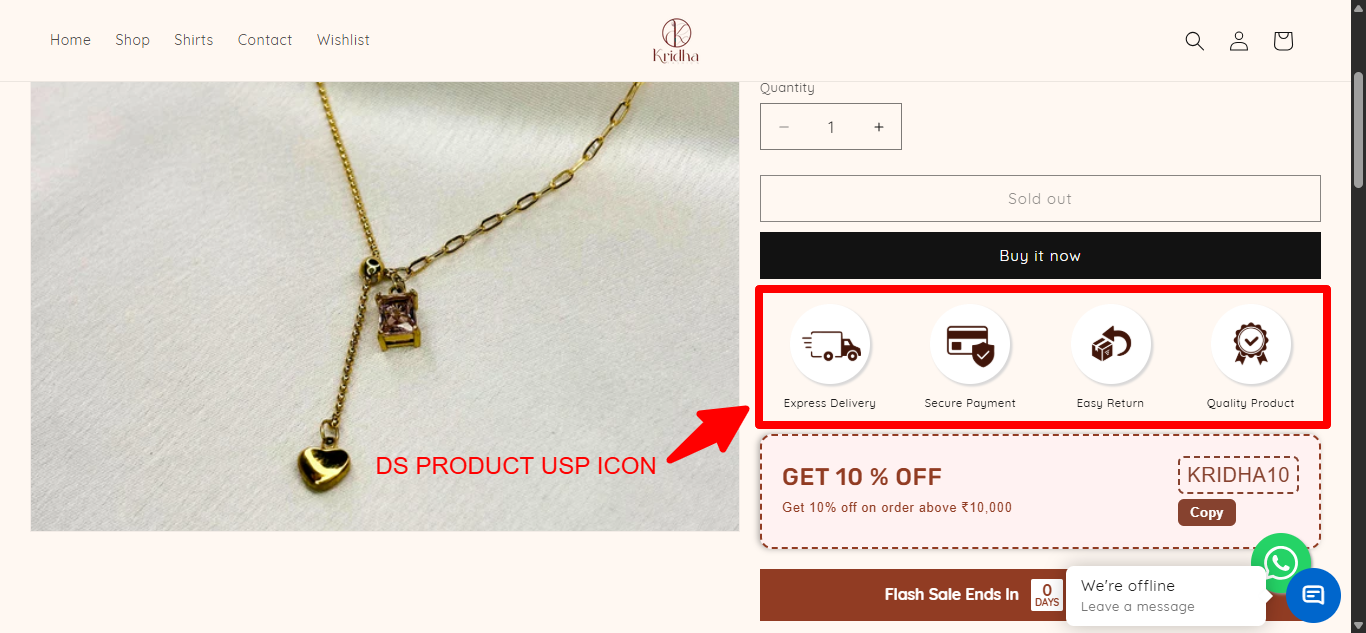 Home Shop Shirts Contact Wishlist
Kridha
Quantity
− 1 +
Sold out
Buy it now
Express Delivery Secure Payment Easy Return Quality Product
DS PRODUCT USP ICON
GET 10 % OFF
KRIDHA10
Get 10% off on order above ₹10,000
Copy
Flash Sale Ends In 0
DAYS
We're offline
Leave a message